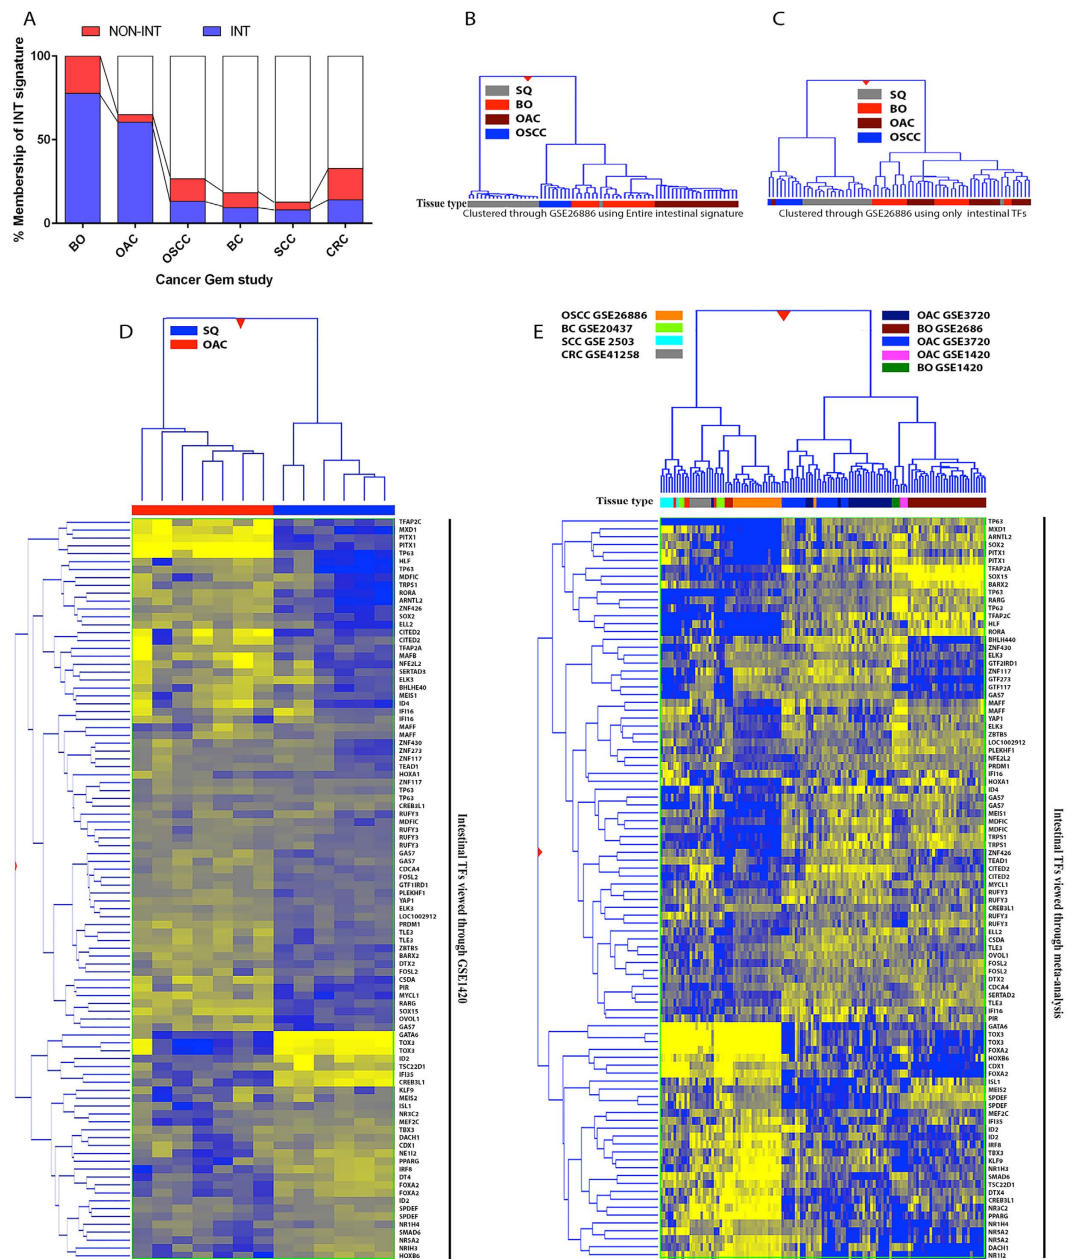 A
NON-INT
INT
% Membership of INT signature
100
50
0
BO
OAC
OSCC
BC
SCC
CRC
Cancer Gem study
B
SQ
BO
OAC
OSCC
Tissue type
Clustered through GSE26886 using Entire intestinal signature
C
SQ
BO
OAC
OSCC
Clustered through GSE26886 using only intestinal TFs
D
SQ
OAC
TFAP2C
MXD1
PITX1
PITX1
TP63
HLF
TP63
MDFIC
TRPS1
RORA
ARNTL2
ZNF426
SOX2
ELL2
CITED2
CITED2
TFAP2A
MAFB
NFE2L2
SERTAD3
ELK3
BHLHE40
MEIS1
ID4
IFI16
IFI16
MAFF
MAFF
ZNF430
ZNF273
ZNF117
TEAD1
HOXA1
ZNF117
TP63
TP63
CREB3L1
RUFY3
MDFIC
RUFY3
RUFY3
RUFY3
GAS7
GAS7
CDCA4
FOSL2
GTF1IRD1
PLEKHF1
YAP1
ELK3
LOC1002912
PRDM1
TLE3
TLE3
ZBTB5
BARX2
DTX2
FOSL2
CSDA
PIR
MYCL1
RARG
SOX15
OVOL1
GAS7
GATA6
TOX3
TOX3
ID2
TSC22D1
IFI35
CREB3L1
KLF9
MEIS2
ISL1
NR3C2
MEF2C
TBX3
DACH1
CDX1
NE1I2
PPARG
IRF8
DT4
FOXA2
FOXA2
ID2
SPDEF
SPDEF
NR1H4
SMAD6
NR5A2
NRIH3
HOXB6
Intestinal TFs viewed through GSE1420
E
OSCC GSE26886
BC GSE20437
SCC GSE 2503
CRC GSE41258
OAC GSE3720
BO GSE2686
OAC GSE3720
OAC GSE1420
BO GSE1420
Tissue type
TP63
MXD1
ARNTL2
SOX2
PITX1
PITX1
TFAP2A
SOX15
BARX2
TP63
RARG
TP63
TFAP2C
HLF
RORA
BHLH440
ZNF430
ELK3
GTF2IRD1
ZNF117
GTF273
GTF117
GAS7
MAFF
MAFF
YAP1
ELK3
ZBTB5
LOC1002912
PLEKHF1
NFE2L2
PRDM1
IFI16
HOXA1
ID4
GAS7
GAS7
MEIS1
MDFIC
MDFIC
TRPS1
TRPS1
ZNF426
TEAD1
CITED2
CITED2
MYCL1
RUFY3
RUFY3
CREB3L1
RUFY3
RUFY3
ELL2
CSDA
TLE3
OVOL1
FOSL2
FOSL2
DTX2
CDCA4
SERTAD2
TLE3
IFI16
PIR
GATA6
TOX3
TOX3
FOXA2
HOXB6
CDX1
FOXA2
ISL1
MEIS2
SPDEF
SPDEF
MEF2C
IFI35
ID2
ID2
IRF8
TBX3
KLF9
NR1H3
SMAD6
TSC22D1
DTX4
CREB3L1
NR3C2
PPARG
NR1H4
NR5A2
NR5A2
DACH1
NR1I2
Intestinal TFs viewed through meta-analysis